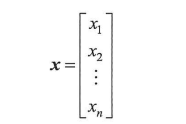 x = [x₁
x₂
⋮
xₙ]